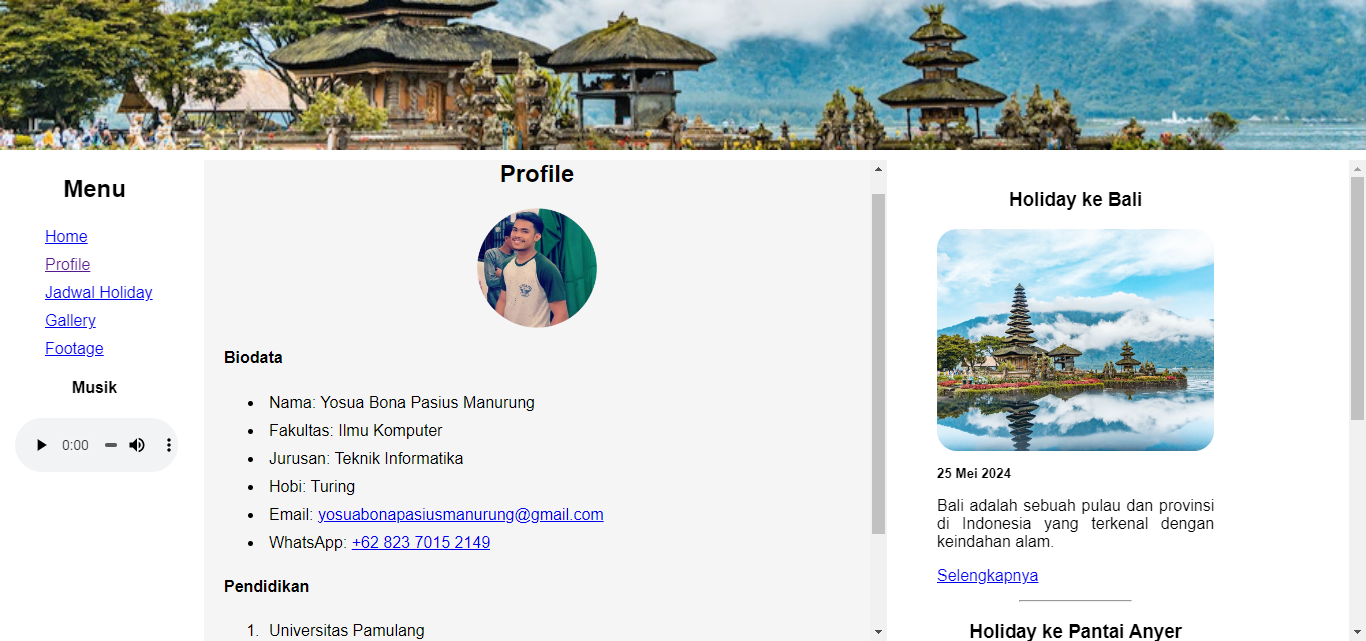 Menu
Home
Profile
Jadwal Holiday
Gallery
Footage
Musik
0:00
Profile
Biodata
Nama: Yosua Bona Pasius Manurung
Fakultas: Ilmu Komputer
Jurusan: Teknik Informatika
Hobi: Turing
Email: yosuabonapasiusmanurung@gmail.com
WhatsApp: +62 823 7015 2149
Pendidikan
1. Universitas Pamulang
Holiday ke Bali
25 Mei 2024
Bali adalah sebuah pulau dan provinsi
di Indonesia yang terkenal dengan
keindahan alam.
Selengkapnya
Holiday ke Pantai Anyer